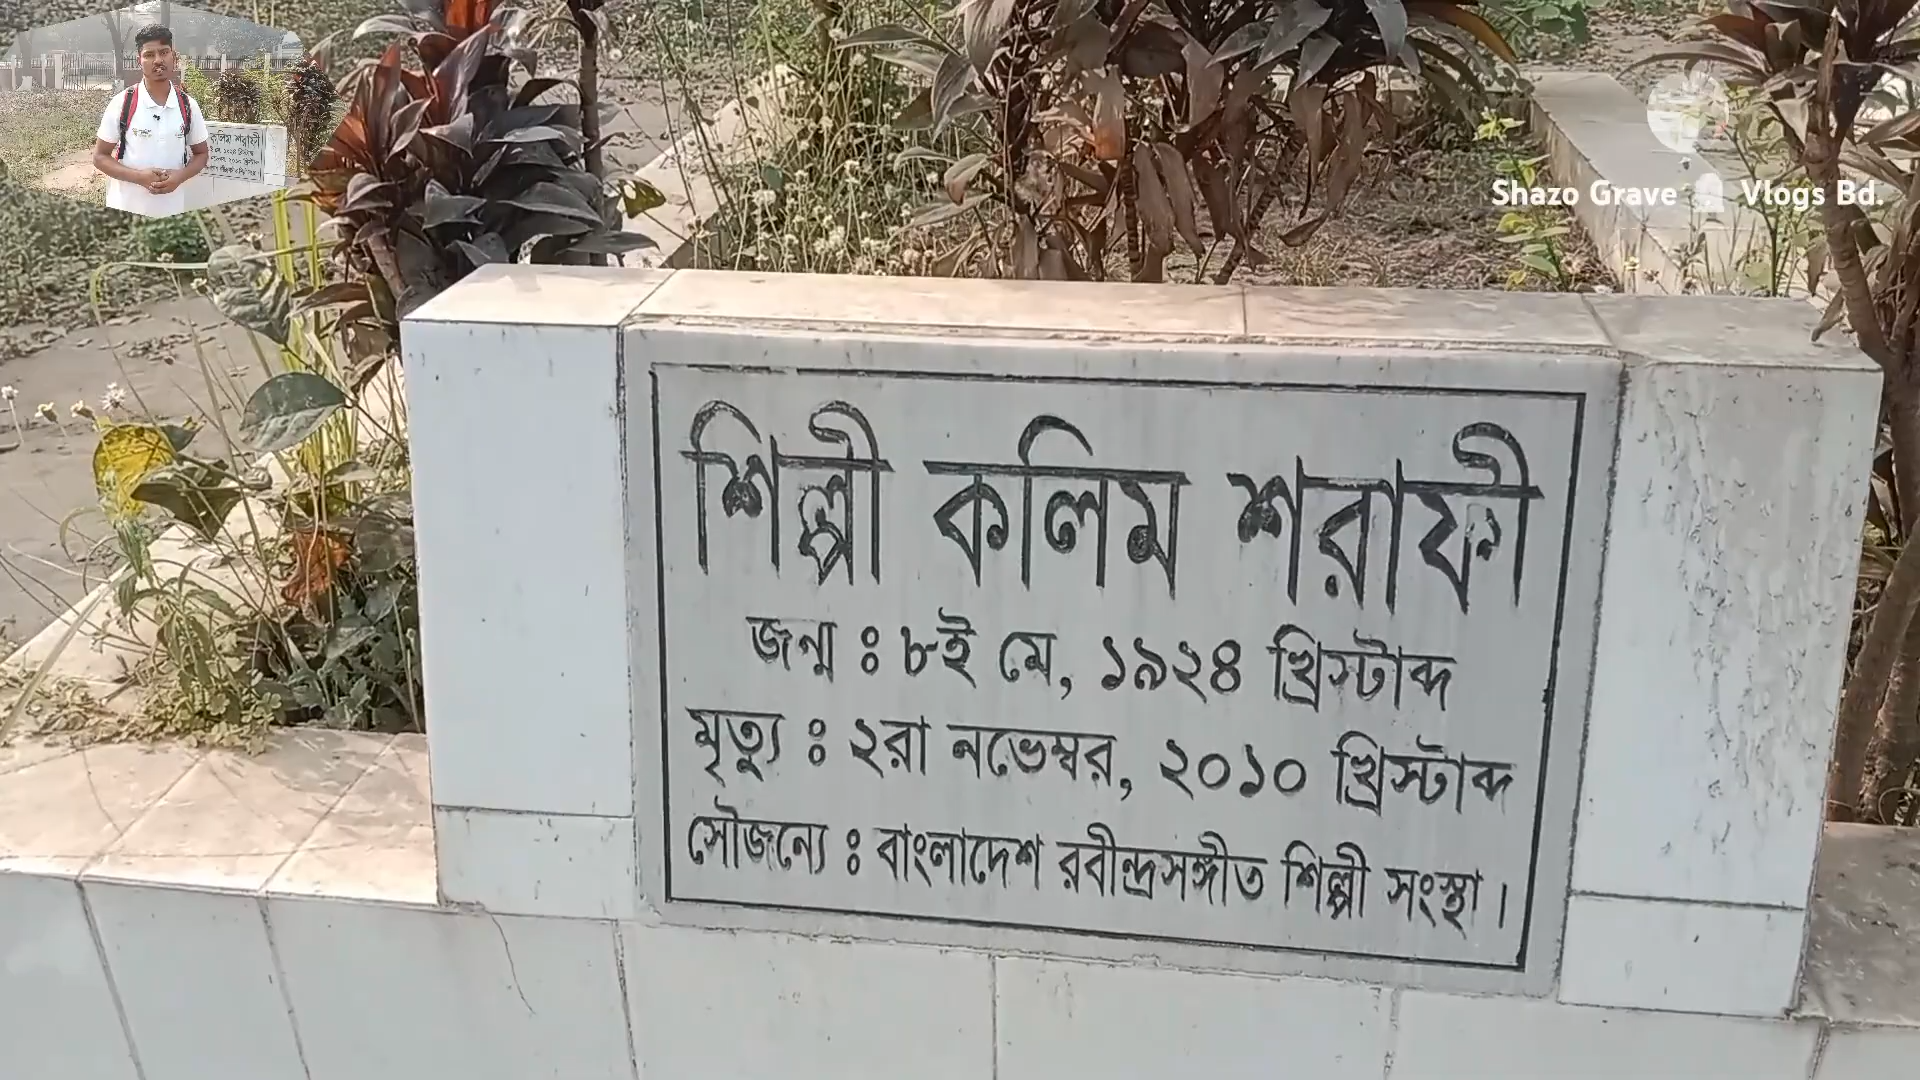 Shazo Grave Vlogs Bd.
শিল্পী কলিম শরাফী
জন্ম : ৮ই মে, ১৯২৪ খ্রিস্টাব্দ
মৃত্যু : ২রা নভেম্বর, ২০১০ খ্রিস্টাব্দ
সৌজন্যে : বাংলাদেশ রবীন্দ্রসঙ্গীত শিল্পী সংস্থা।